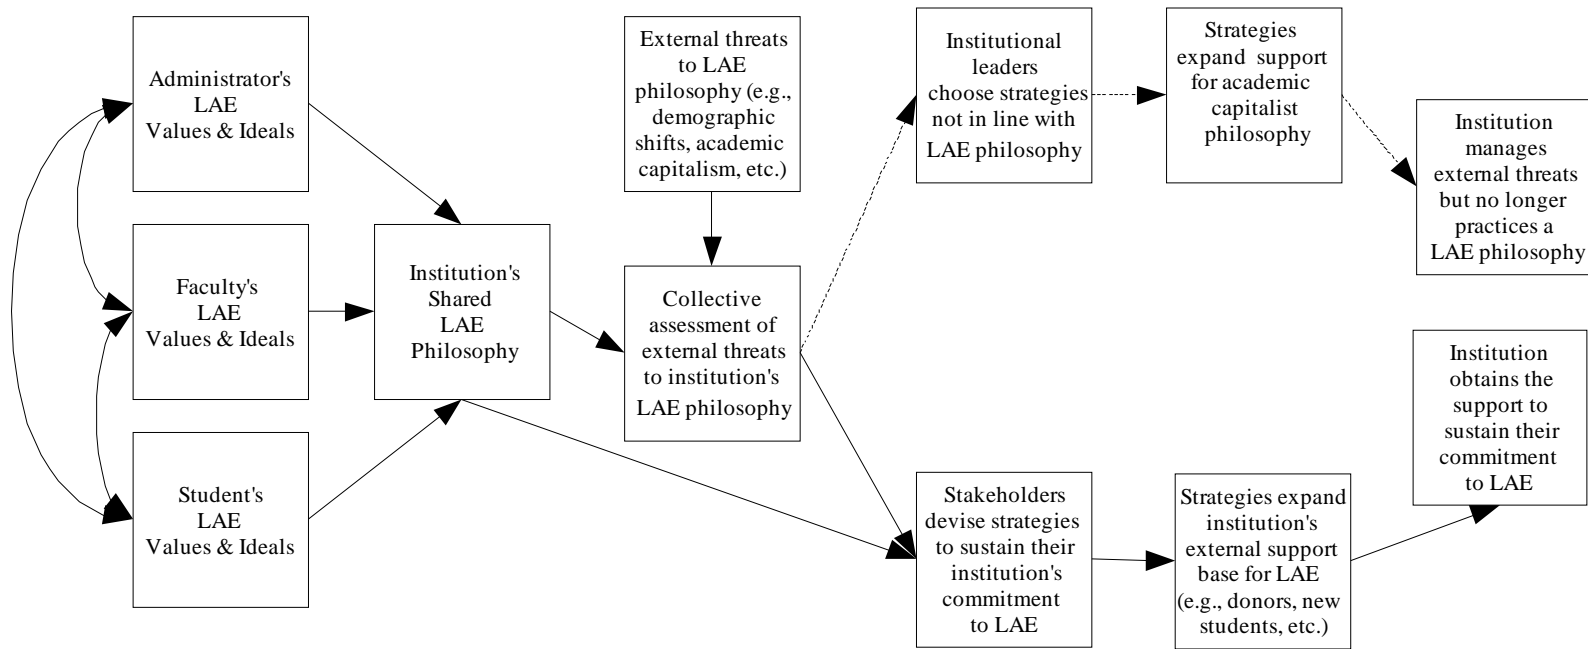 Administrator's
LAE
Values & Ideals
Faculty's
LAE
Values & Ideals
Student's
LAE
Values & Ideals
Institution's
Shared
LAE
Philosophy
External threats
to LAE
philosophy (e.g.,
demographic
shifts, academic
capitalism, etc.)
Collective
assessment of
external threats
to institution's
LAE philosophy
Institutional
leaders
choose strategies
not in line with
LAE philosophy
Strategies
expand support
for academic
capitalist
philosophy
Institution
manages
external threats
but no longer
practices a
LAE philosophy
Stakeholders
devise strategies
to sustain their
institution's
commitment
to LAE
Strategies expand
institution's
external support
base for LAE
(e.g., donors, new
students, etc.)
Institution
obtains the
support to
sustain their
commitment
to LAE